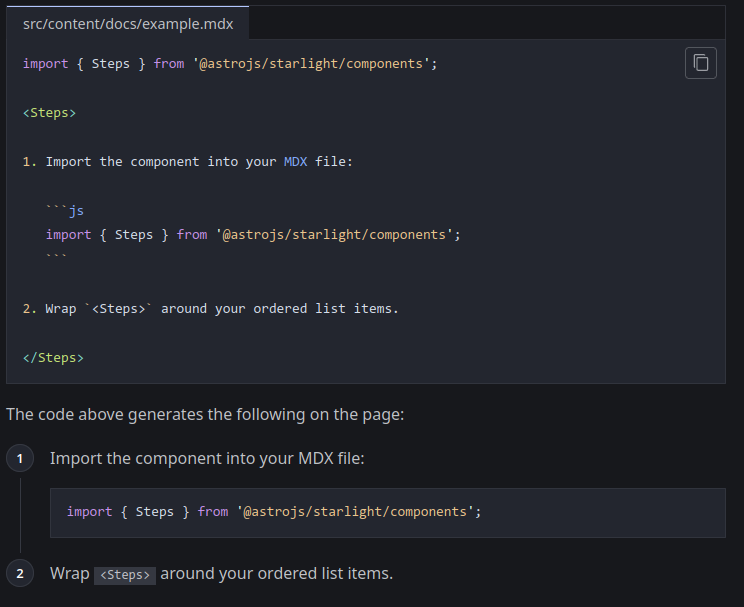 src/content/docs/example.mdx
import { Steps } from '@astrojs/starlight/components';
<Steps>
1. Import the component into your MDX file:
```js
import { Steps } from '@astrojs/starlight/components';
```
2. Wrap `<Steps>` around your ordered list items.
</Steps>
The code above generates the following on the page:
1 Import the component into your MDX file:
import { Steps } from '@astrojs/starlight/components';
2 Wrap <Steps> around your ordered list items.